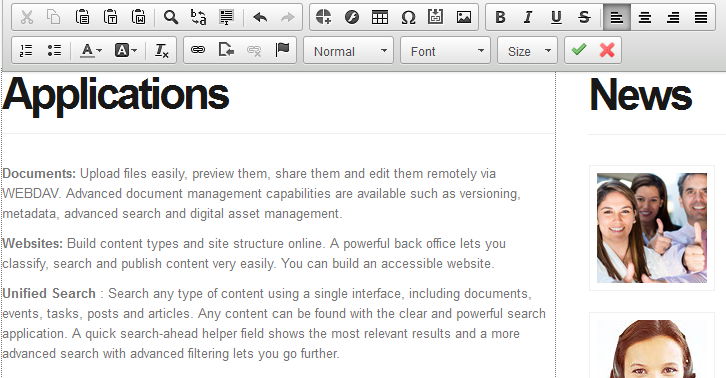 B I U S
A A Tx
Normal Font Size
Applications
News
Documents: Upload files easily, preview them, share them and edit them remotely via
WEBDAV. Advanced document management capabilities are available such as versioning,
metadata, advanced search and digital asset management.
Websites: Build content types and site structure online. A powerful back office lets you
classify, search and publish content very easily. You can build an accessible website.
Unified Search : Search any type of content using a single interface, including documents,
events, tasks, posts and articles. Any content can be found with the clear and powerful search
application. A quick search-ahead helper field shows the most relevant results and a more
advanced search with advanced filtering lets you go further.